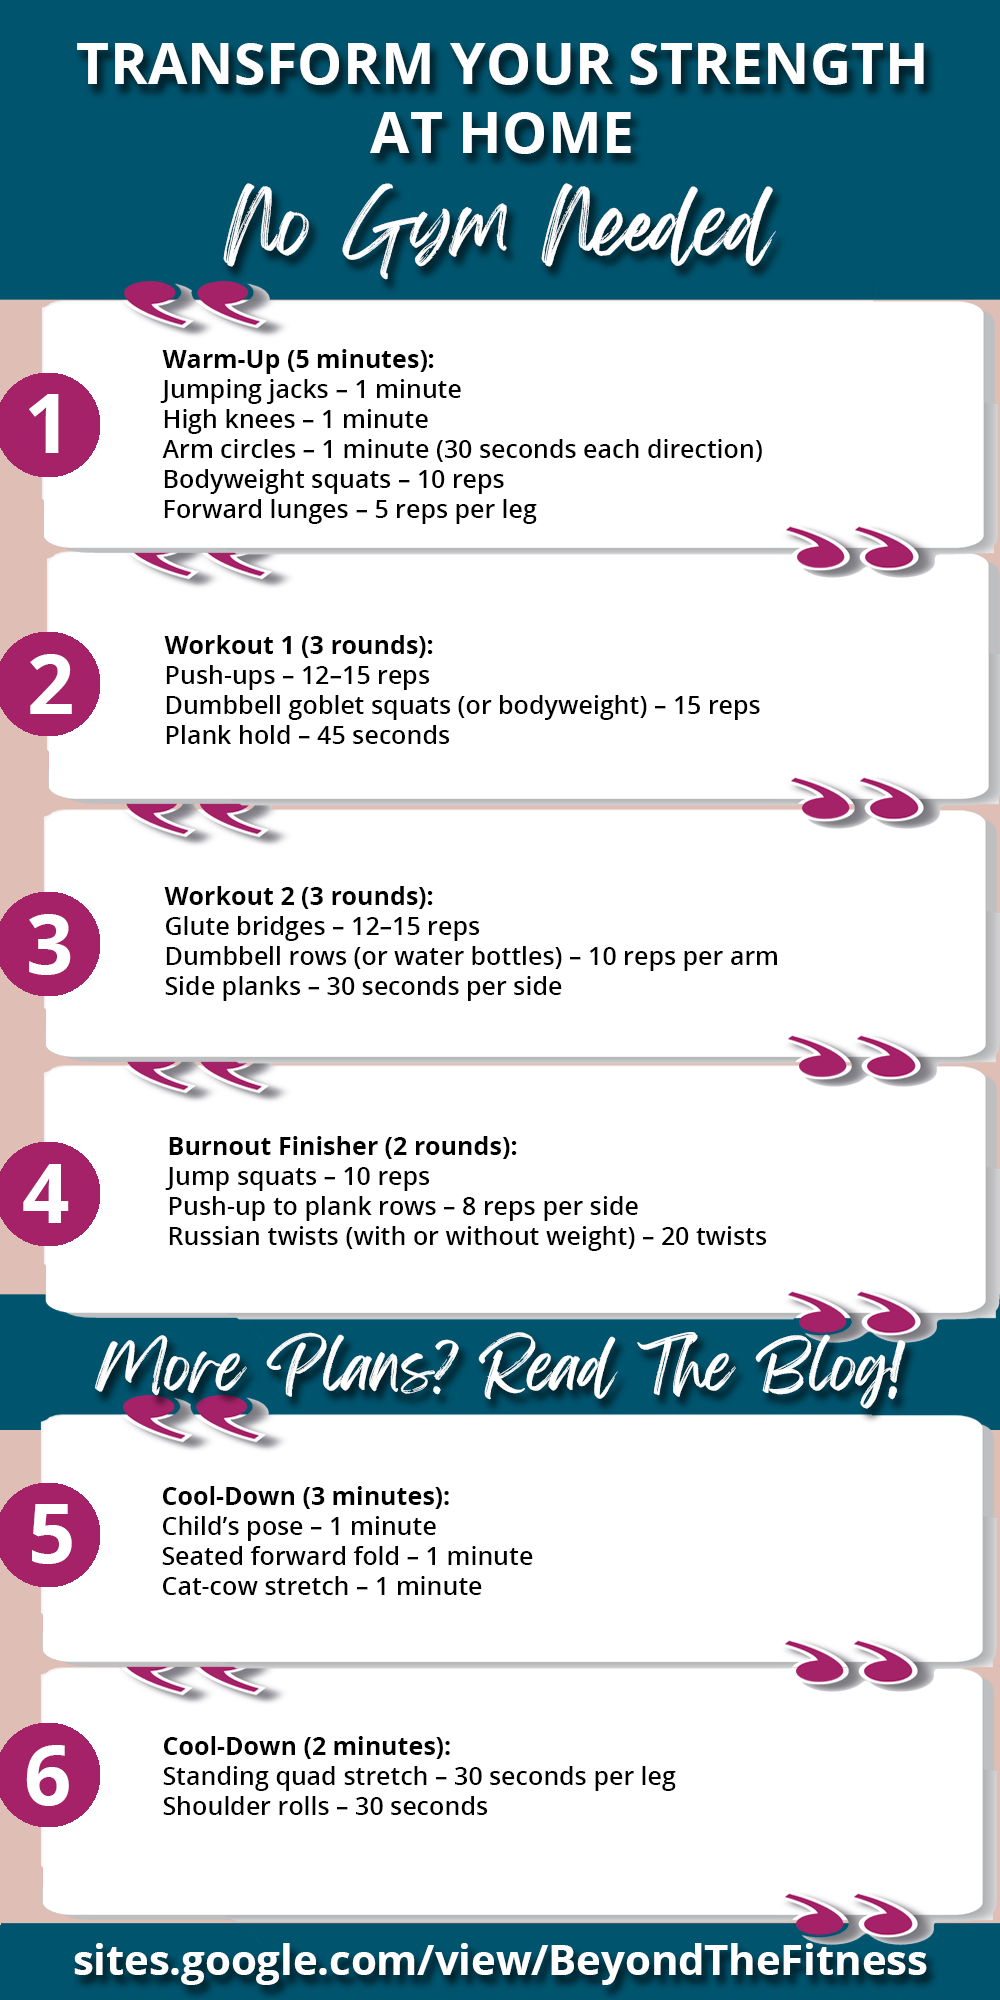 TRANSFORM YOUR STRENGTH
AT HOME
No Gym Needed
1
Warm-Up (5 minutes):
Jumping jacks – 1 minute
High knees – 1 minute
Arm circles – 1 minute (30 seconds each direction)
Bodyweight squats – 10 reps
Forward lunges – 5 reps per leg
2
Workout 1 (3 rounds):
Push-ups – 12–15 reps
Dumbbell goblet squats (or bodyweight) – 15 reps
Plank hold – 45 seconds
3
Workout 2 (3 rounds):
Glute bridges – 12–15 reps
Dumbbell rows (or water bottles) – 10 reps per arm
Side planks – 30 seconds per side
4
Burnout Finisher (2 rounds):
Jump squats – 10 reps
Push-up to plank rows – 8 reps per side
Russian twists (with or without weight) – 20 twists
More Plans? Read The Blog!
5
Cool-Down (3 minutes):
Child’s pose – 1 minute
Seated forward fold – 1 minute
Cat-cow stretch – 1 minute
6
Cool-Down (2 minutes):
Standing quad stretch – 30 seconds per leg
Shoulder rolls – 30 seconds
sites.google.com/view/BeyondTheFitness